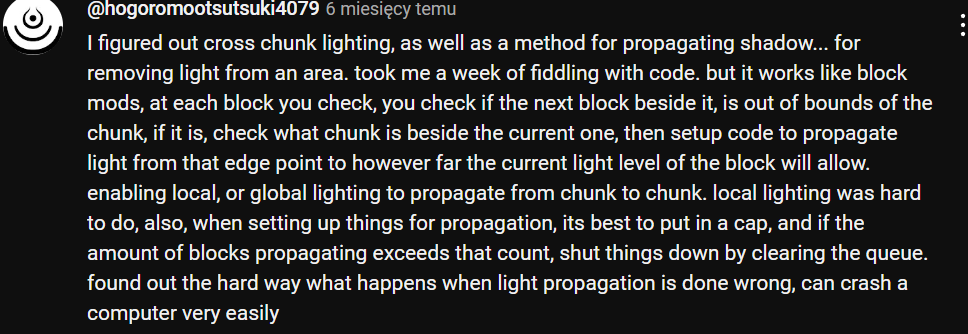 @hogoromootsutsuki4079 6 miesięcy temu
I figured out cross chunk lighting, as well as a method for propagating shadow... for
removing light from an area. took me a week of fiddling with code. but it works like block
mods, at each block you check, you check if the next block beside it, is out of bounds of the
chunk, if it is, check what chunk is beside the current one, then setup code to propagate
light from that edge point to however far the current light level of the block will allow.
enabling local, or global lighting to propagate from chunk to chunk. local lighting was hard
to do, also, when setting up things for propagation, its best to put in a cap, and if the
amount of blocks propagating exceeds that count, shut things down by clearing the queue.
found out the hard way what happens when light propagation is done wrong, can crash a
computer very easily